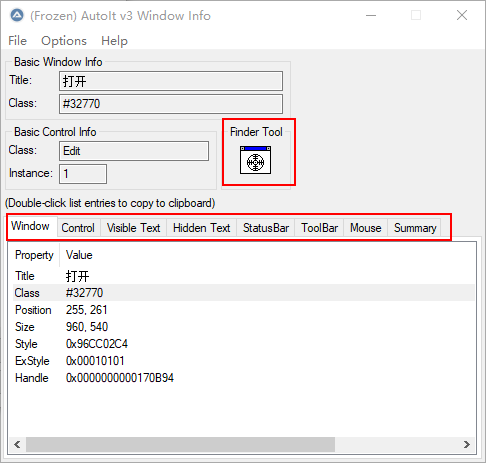 (Frozen) AutoIt v3 Window Info
File Options Help
Basic Window Info
Title: 打开
Class: #32770
Basic Control Info
Class: Edit
Instance: 1
Finder Tool
(Double-click list entries to copy to clipboard)
Window Control Visible Text Hidden Text StatusBar ToolBar Mouse Summary
Property Value
Title 打开
Class #32770
Position 255, 261
Size 960, 540
Style 0x96CC02C4
ExStyle 0x00010101
Handle 0x0000000000170B94